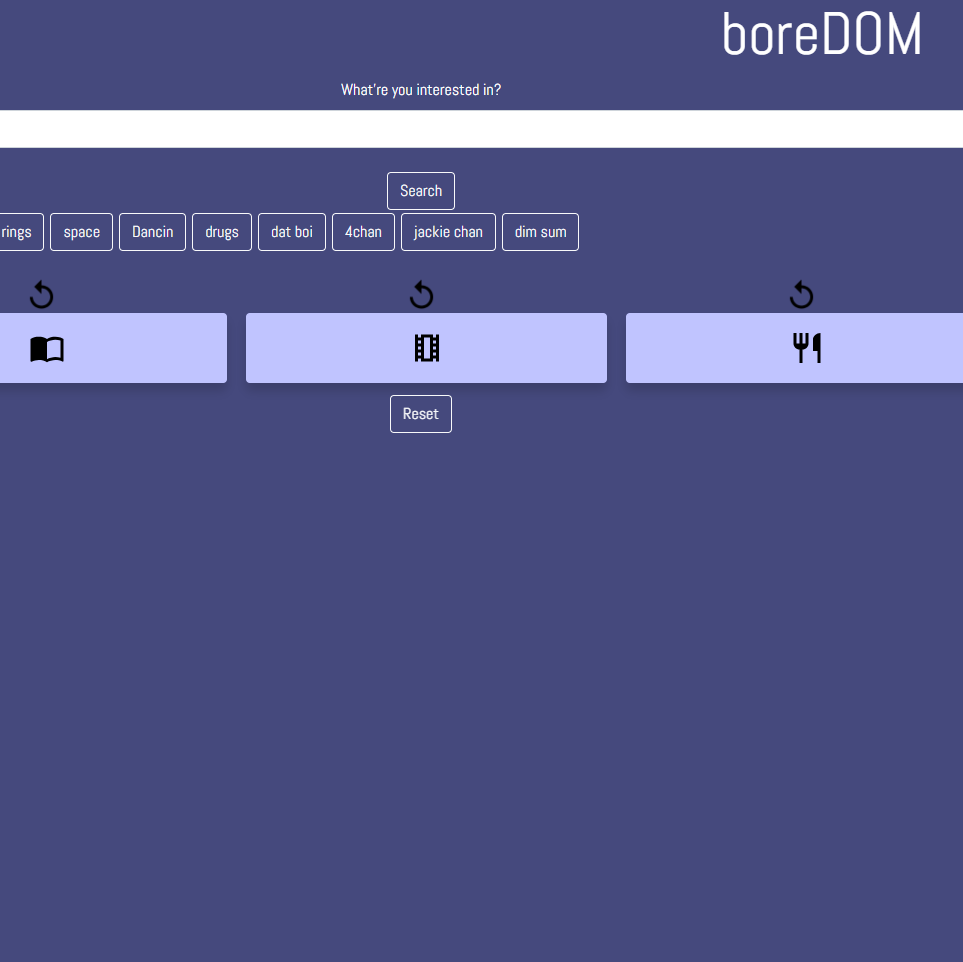 boreDOM
What're you interested in?
Search
rings space Dancin drugs dat boi 4chan jackie chan dim sum
Reset